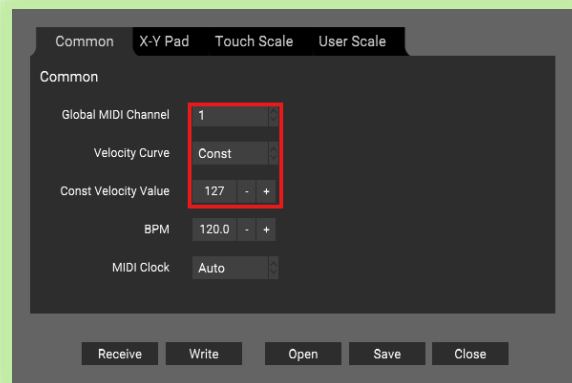 Common X-Y Pad Touch Scale User Scale
Common
Global MIDI Channel 1
Velocity Curve Const
Const Velocity Value 127 - +
BPM 120.0 - +
MIDI Clock Auto
Receive Write Open Save Close